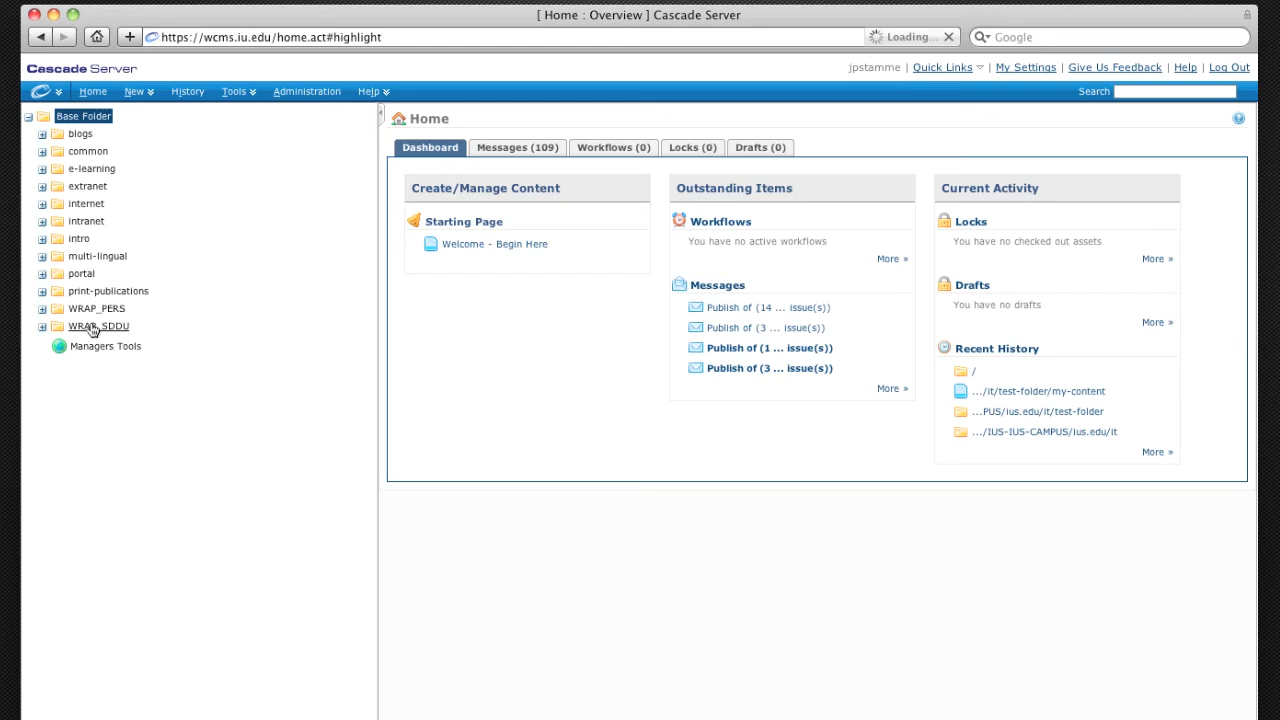 [ Home : Overview ] Cascade Server
https://wcms.iu.edu/home.act#highlight
Loading...
Google
Cascade Server
jpstamme | Quick Links | My Settings | Give Us Feedback | Help | Log Out
Home New History Tools Administration Help Search
Base Folder
blogs
common
e-learning
extranet
internet
intranet
intro
multi-lingual
portal
print-publications
WRAP_PERS
WRAP_SDDU
Managers Tools
Home
Dashboard Messages (109) Workflows (0) Locks (0) Drafts (0)
Create/Manage Content
Starting Page
Welcome - Begin Here
Outstanding Items
Workflows
You have no active workflows
More »
Messages
Publish of (14 ... issue(s))
Publish of (3 ... issue(s))
Publish of (1 ... issue(s))
Publish of (3 ... issue(s))
More »
Current Activity
Locks
You have no checked out assets
More »
Drafts
You have no drafts
More »
Recent History
/
.../it/test-folder/my-content
...PUS/ius.edu/it/test-folder
.../IUS-IUS-CAMPUS/ius.edu/it
More »